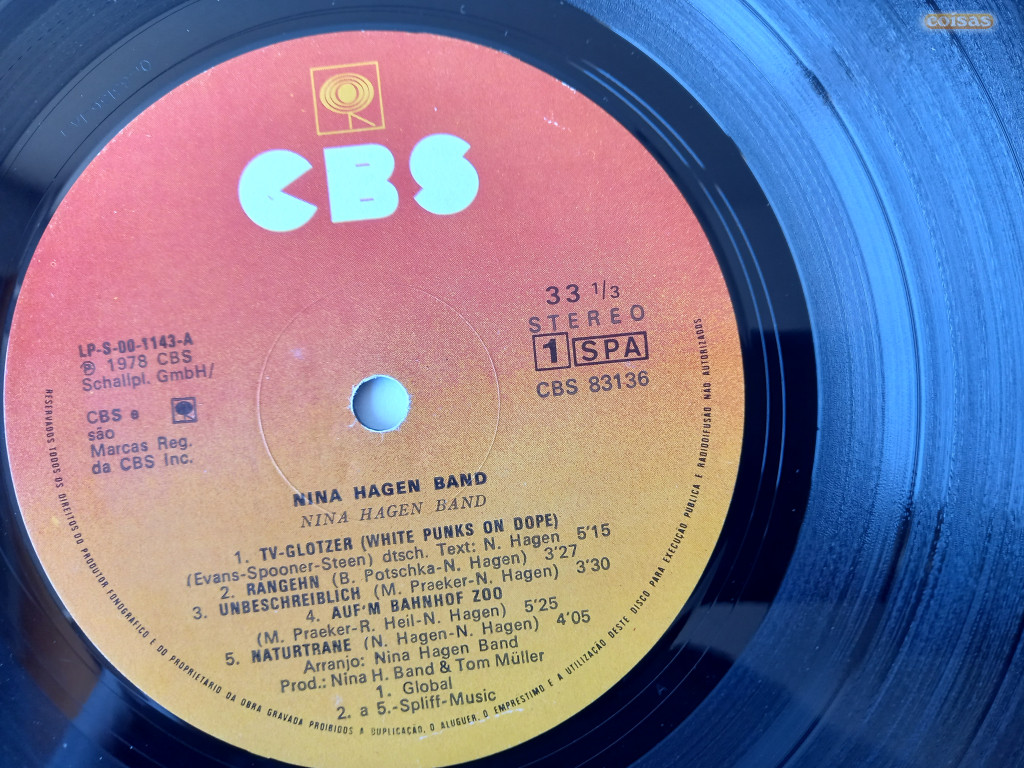 coisas
CBS
LP-S-00-1143-A
℗ 1978 CBS
Schallpl. GmbH/
CBS e
são
Marcas Reg.
da CBS Inc.
33 1/3
STEREO
1 SPA
CBS 83136
NINA HAGEN BAND
NINA HAGEN BAND
1. TV-GLOTZER (WHITE PUNKS ON DOPE)
(Evans-Spooner-Steen) dtsch. Text: N. Hagen 5'15
2. RANGEHN (B. Potschka-N. Hagen) 3'27
3. UNBESCHREIBLICH (M. Praeker-N. Hagen) 3'30
4. AUF'M BAHNHOF ZOO
(M. Praeker-R. Heil-N. Hagen) 5'25
5. NATURTRANE (N. Hagen-N. Hagen) 4'05
Arranjo: Nina Hagen Band
Prod.: Nina H. Band & Tom Müller
1. Global
2. a 5.-Spliff-Music
RESERVADOS TODOS OS DIREITOS DO PRODUTOR FONOGRÁFICO E DO PROPRIETARIO DA OBRA GRAVADA PROIBIDOS A DUPLICAÇÃO, O ALUGUER, O EMPRESTIMO E A UTILIZAÇÃO DESTE DISCO PARA EXECUÇÃO PUBLICA E RADIODIFUSÃO NÃO AUTORIZADOS